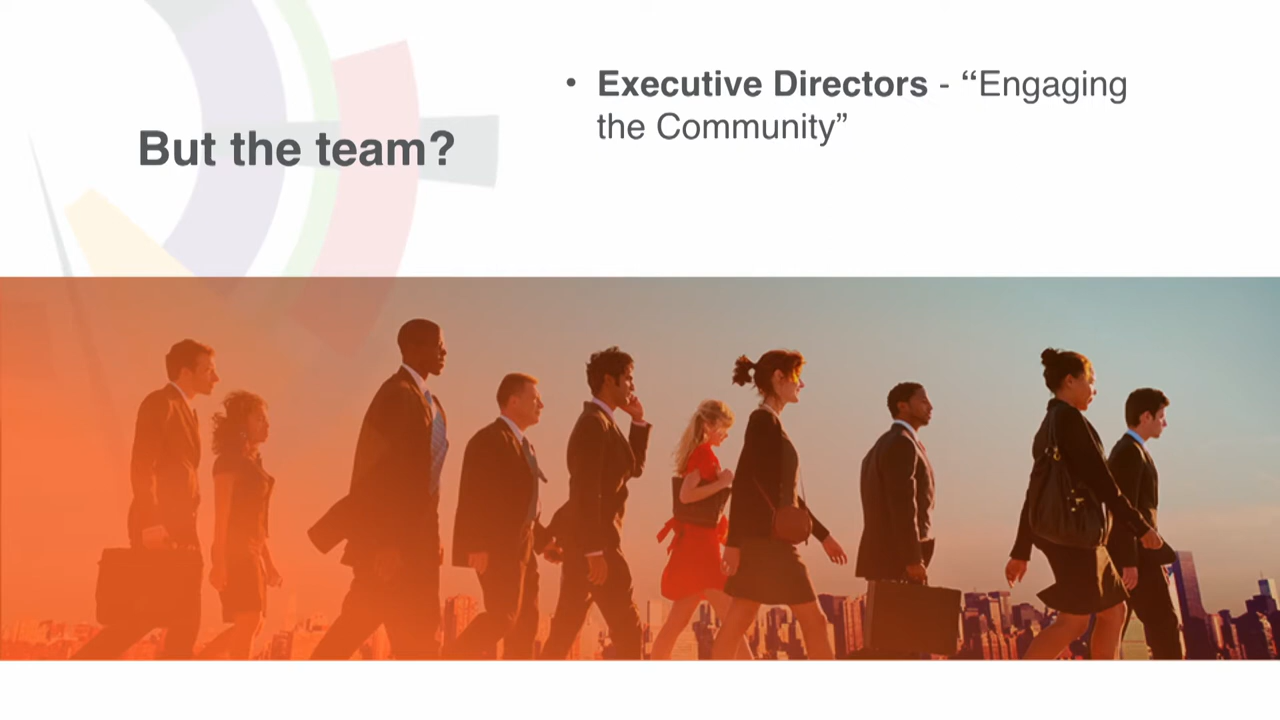 But the team?
• Executive Directors - “Engaging
the Community”